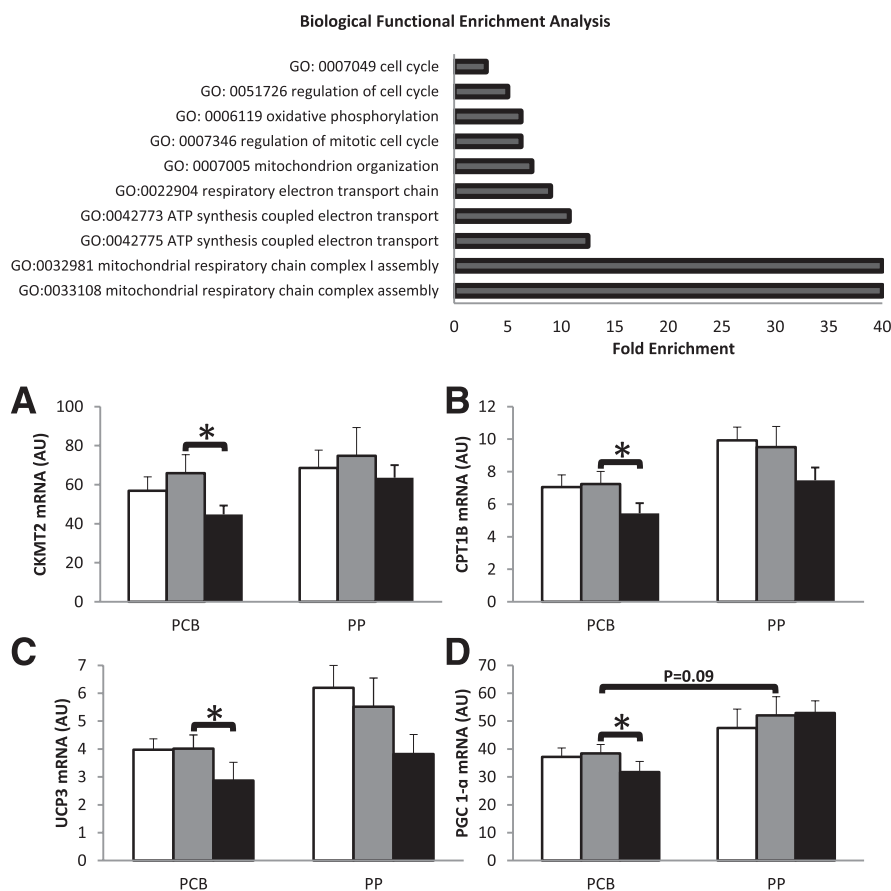 Biological Functional Enrichment Analysis
GO: 0007049 cell cycle
GO: 0051726 regulation of cell cycle
GO: 0006119 oxidative phosphorylation
GO: 0007346 regulation of mitotic cell cycle
GO: 0007005 mitochondrion organization
GO:0022904 respiratory electron transport chain
GO:0042773 ATP synthesis coupled electron transport
GO:0042775 ATP synthesis coupled electron transport
GO:0032981 mitochondrial respiratory chain complex I assembly
GO:0033108 mitochondrial respiratory chain complex assembly
0 5 10 15 20 25 30 35 40
Fold Enrichment
A
CKMT2 mRNA (AU)
100
80
60
40
20
0
*
PCB PP
B
CPT1B mRNA (AU)
12
10
8
6
4
2
0
*
PCB PP
C
UCP3 mRNA (AU)
7
6
5
4
3
2
1
0
*
PCB PP
D
PGC 1-α mRNA (AU)
70
60
50
40
30
20
10
0
P=0.09
*
PCB PP